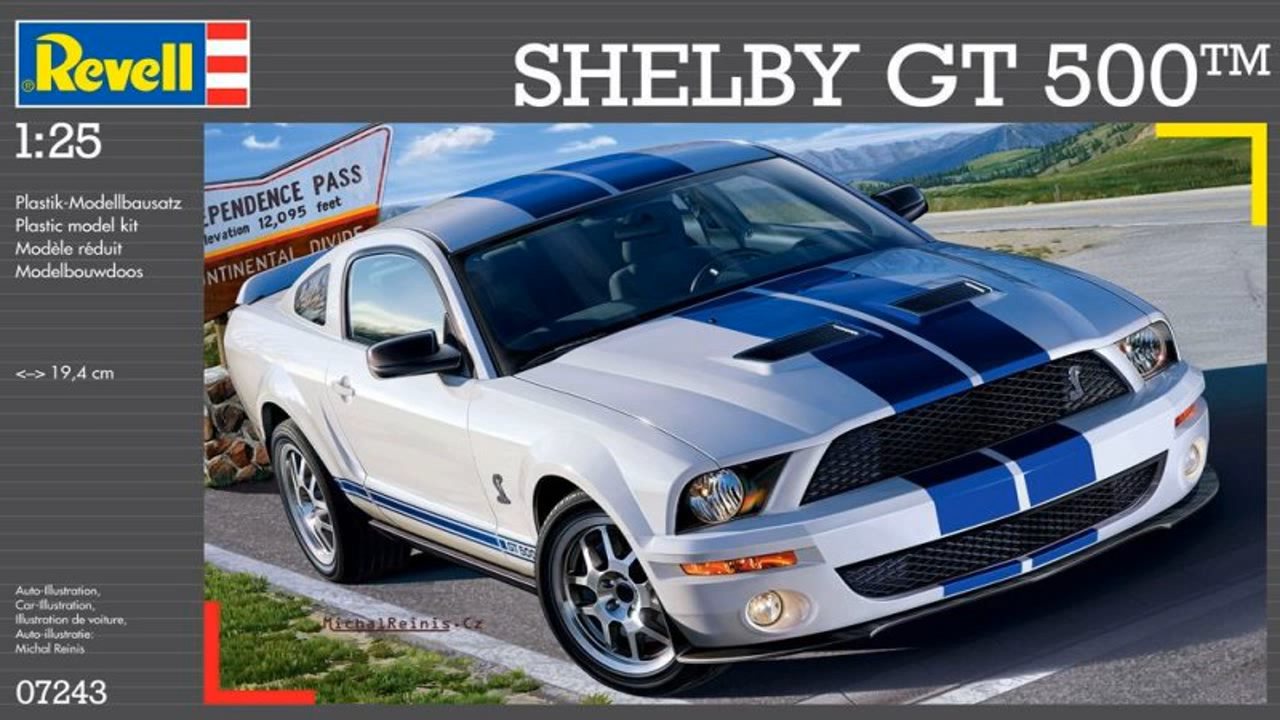 Revell
SHELBY GT 500™
1:25
Plastik-Modellbausatz
Plastic model kit
Modèle réduit
Modelbouwdoos
<--> 19,4 cm
EPENDENCE PASS
levation 12,095 feet
NTINENTAL DIVIDE
GT 500
MichalReinis.Cz
Auto-Illustration,
Car-Illustration,
Illustration de voiture,
Auto-illustratie:
Michal Reinis
07243